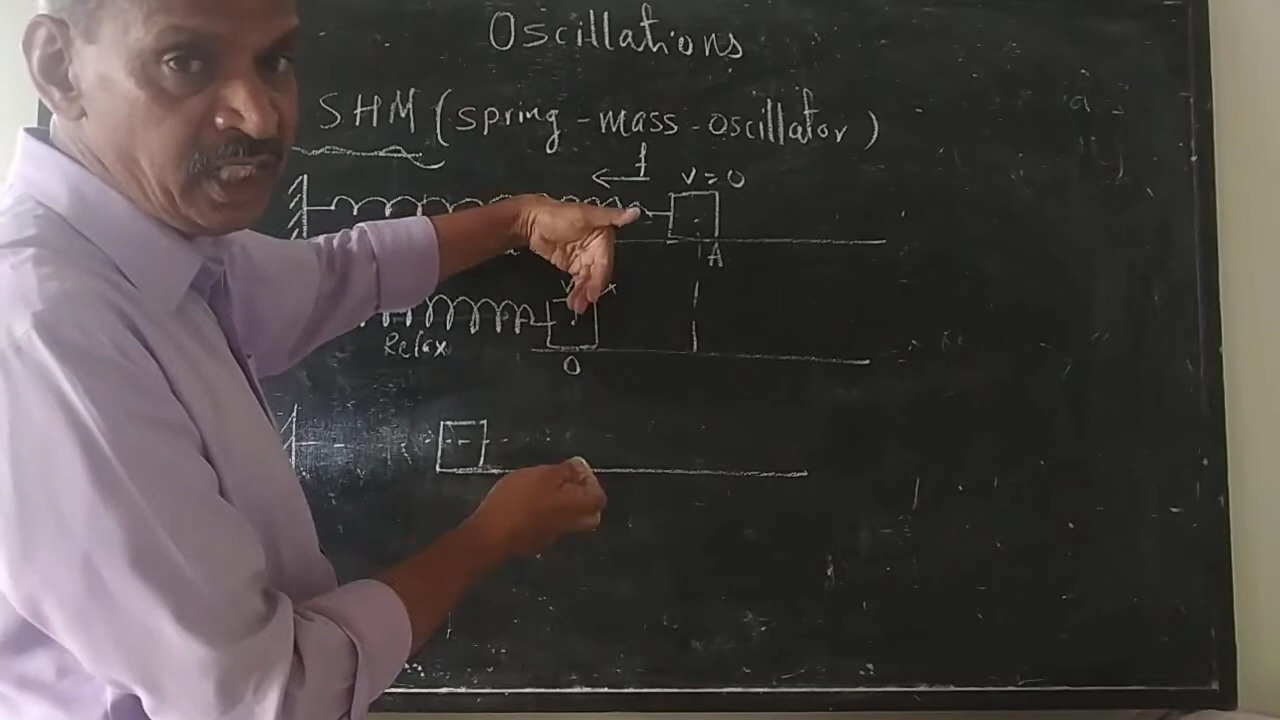 Oscillations
SHM (spring-mass-oscillator)
f
v=0
A
Relax
O